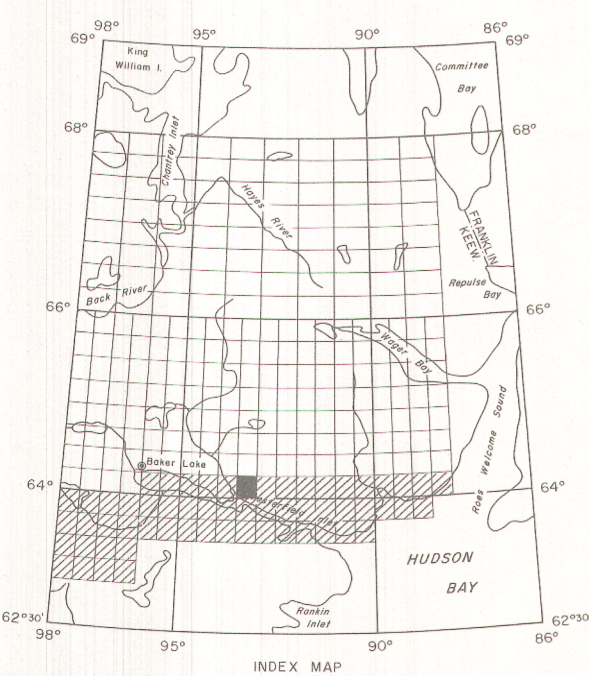 98°
95°
90°
86°
69°
69°
King
William I.
Committee
Bay
68°
68°
Chantrey Inlet
Hayes
River
FRANKLIN
KEEW.
Back River
Repulse
Bay
66°
66°
Wager Bay
Roes Welcome Sound
Baker Lake
64°
64°
Chesterfield Inlet
HUDSON
BAY
Rankin
Inlet
62°30'
62°30
98°
95°
90°
86°
INDEX MAP